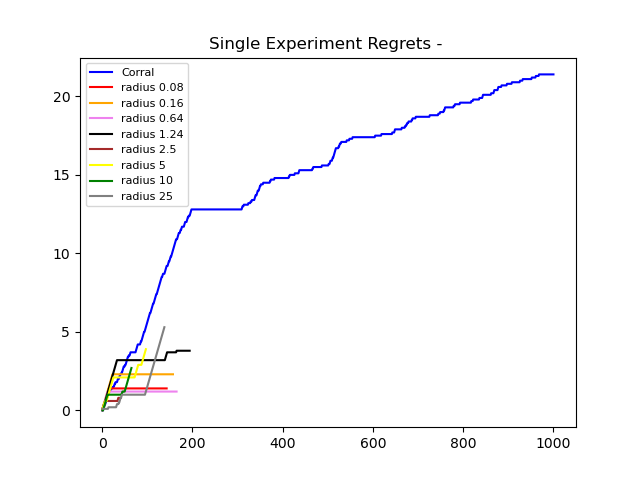 Single Experiment Regrets -
Corral
radius 0.08
radius 0.16
radius 0.64
radius 1.24
radius 2.5
radius 5
radius 10
radius 25
20
15
10
5
0
0 200 400 600 800 1000